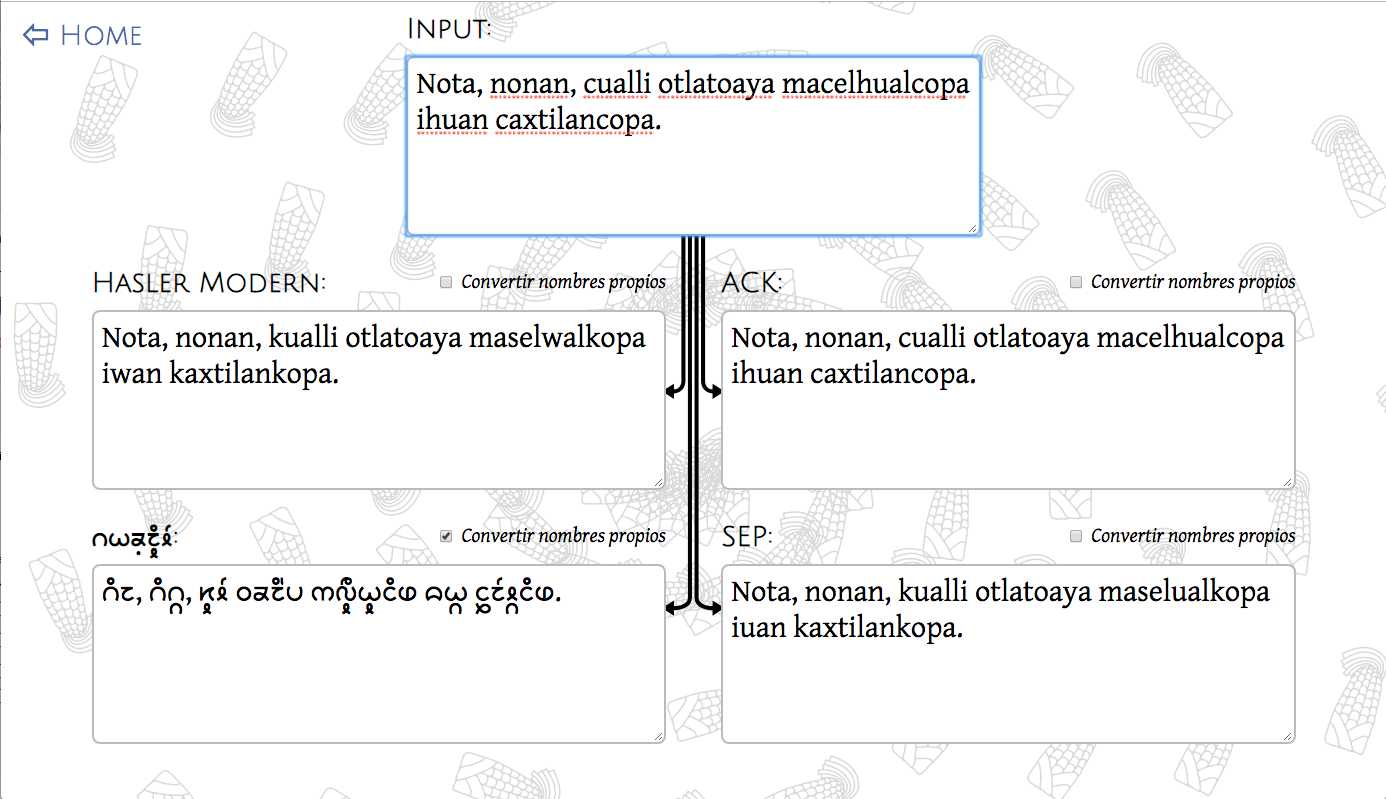 HOME
INPUT:
Nota, nonan, cualli otlatoaya macelhualcopa
ihuan caxtilancopa.
HASLER MODERN:
Convertir nombres propios
Nota, nonan, kualli otlatoaya maselwalkopa
iwan kaxtilankopa.
ACK:
Convertir nombres propios
Nota, nonan, cualli otlatoaya macelhualcopa
ihuan caxtilancopa.
Convertir nombres propios
SEP:
Convertir nombres propios
Nota, nonan, kualli otlatoaya maselualkopa
iuan kaxtilankopa.